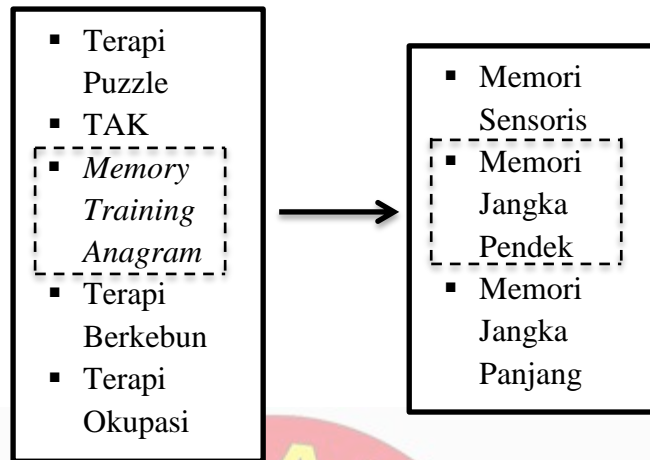 ▪ Terapi
Puzzle
▪ TAK
▪ Memory
Training
Anagram
▪ Terapi
Berkebun
▪ Terapi
Okupasi
▪ Memori
Sensoris
▪ Memori
Jangka
Pendek
▪ Memori
Jangka
Panjang